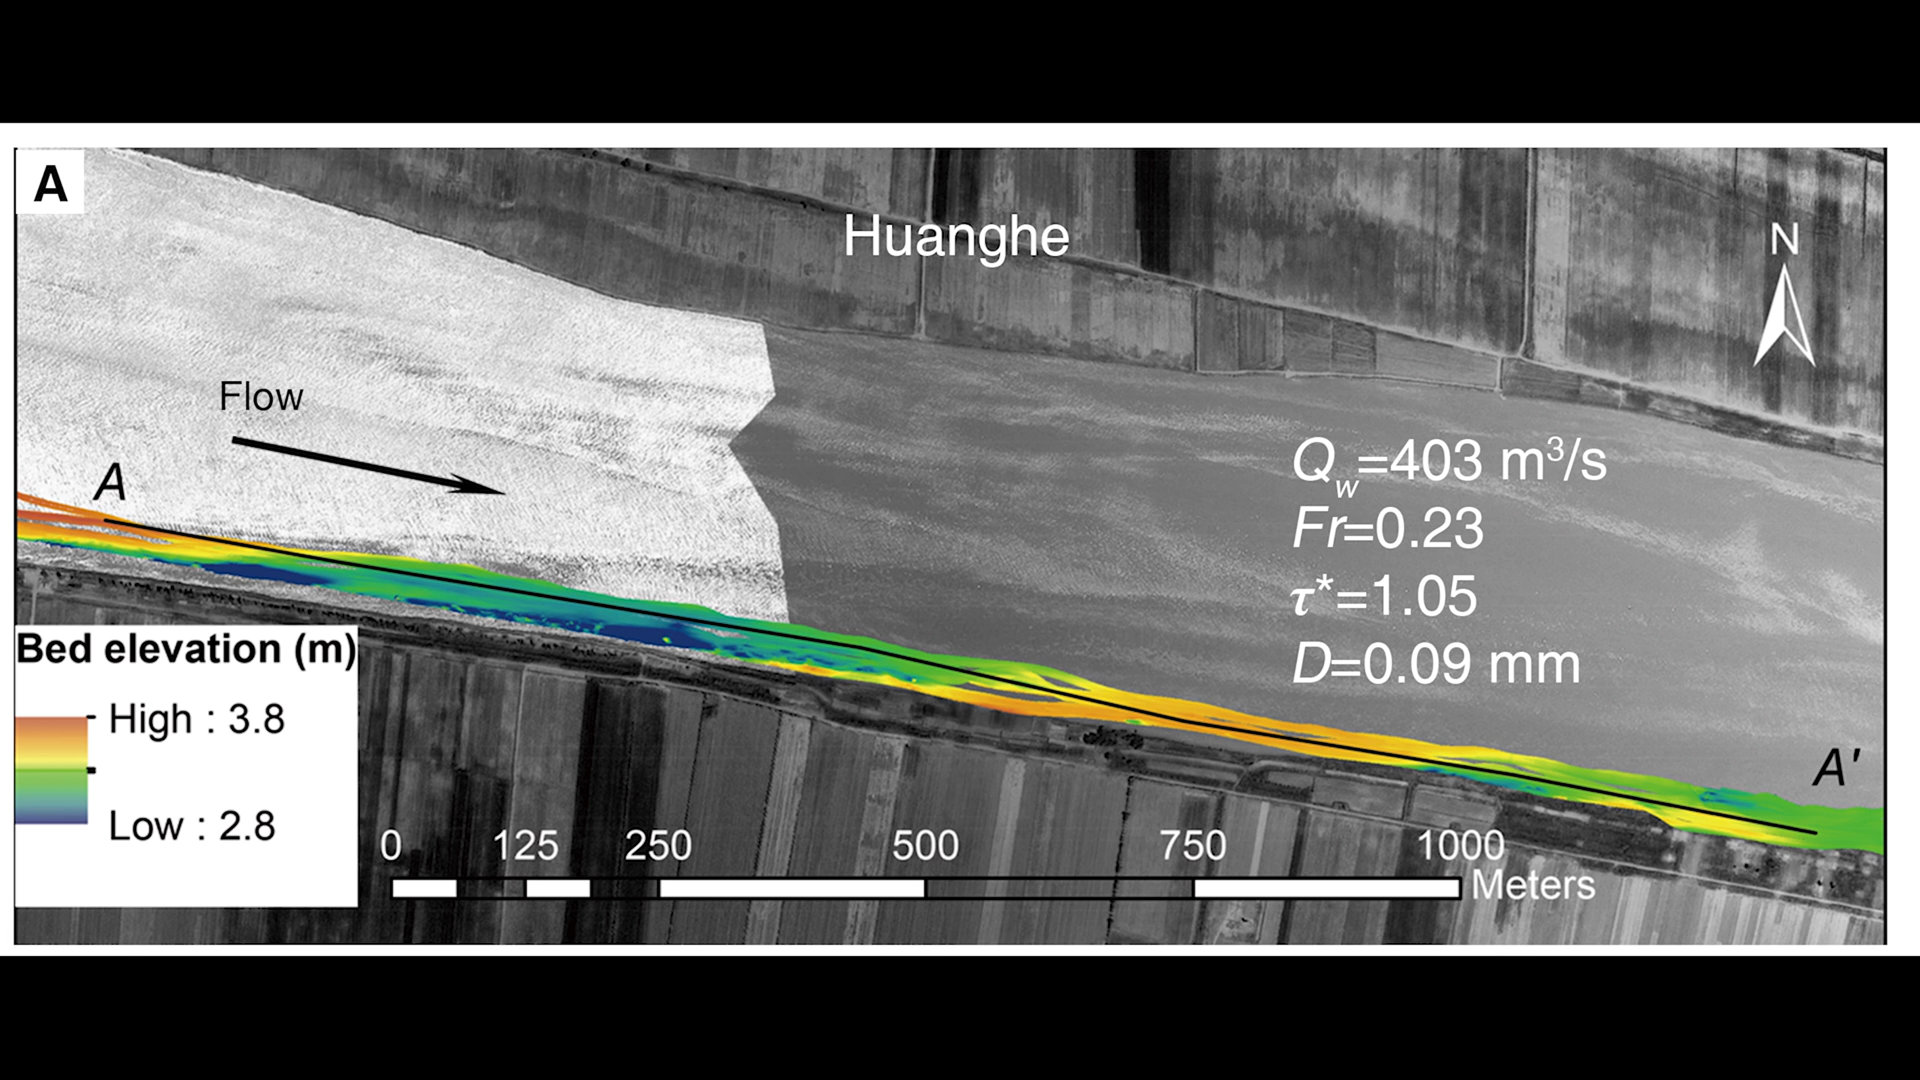 A
Huanghe
N
Flow
A
Q_w=403 m³/s
Fr=0.23
τ*=1.05
D=0.09 mm
A'
Bed elevation (m)
High : 3.8
Low : 2.8
0 125 250 500 750 1000
Meters